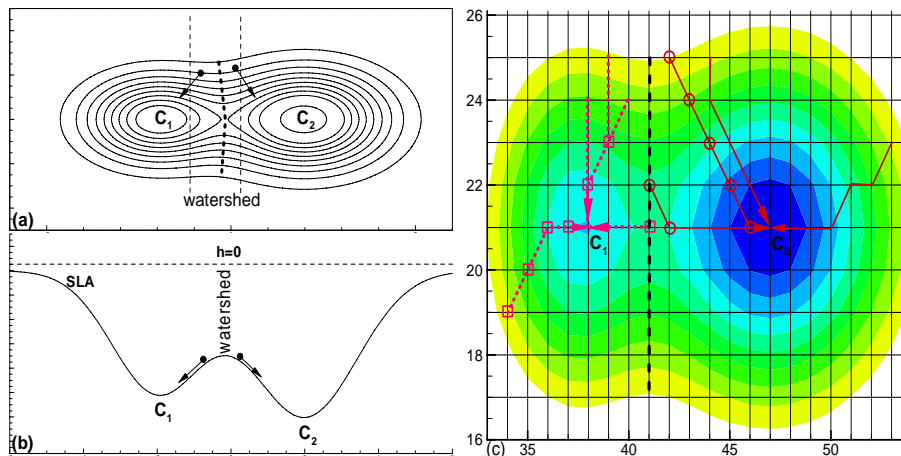 C1
C2
watershed
(a)
h=0
SLA
watershed
C1
C2
(b)
26
24
22
20
18
16
C1
C2
(c)
35
40
45
50